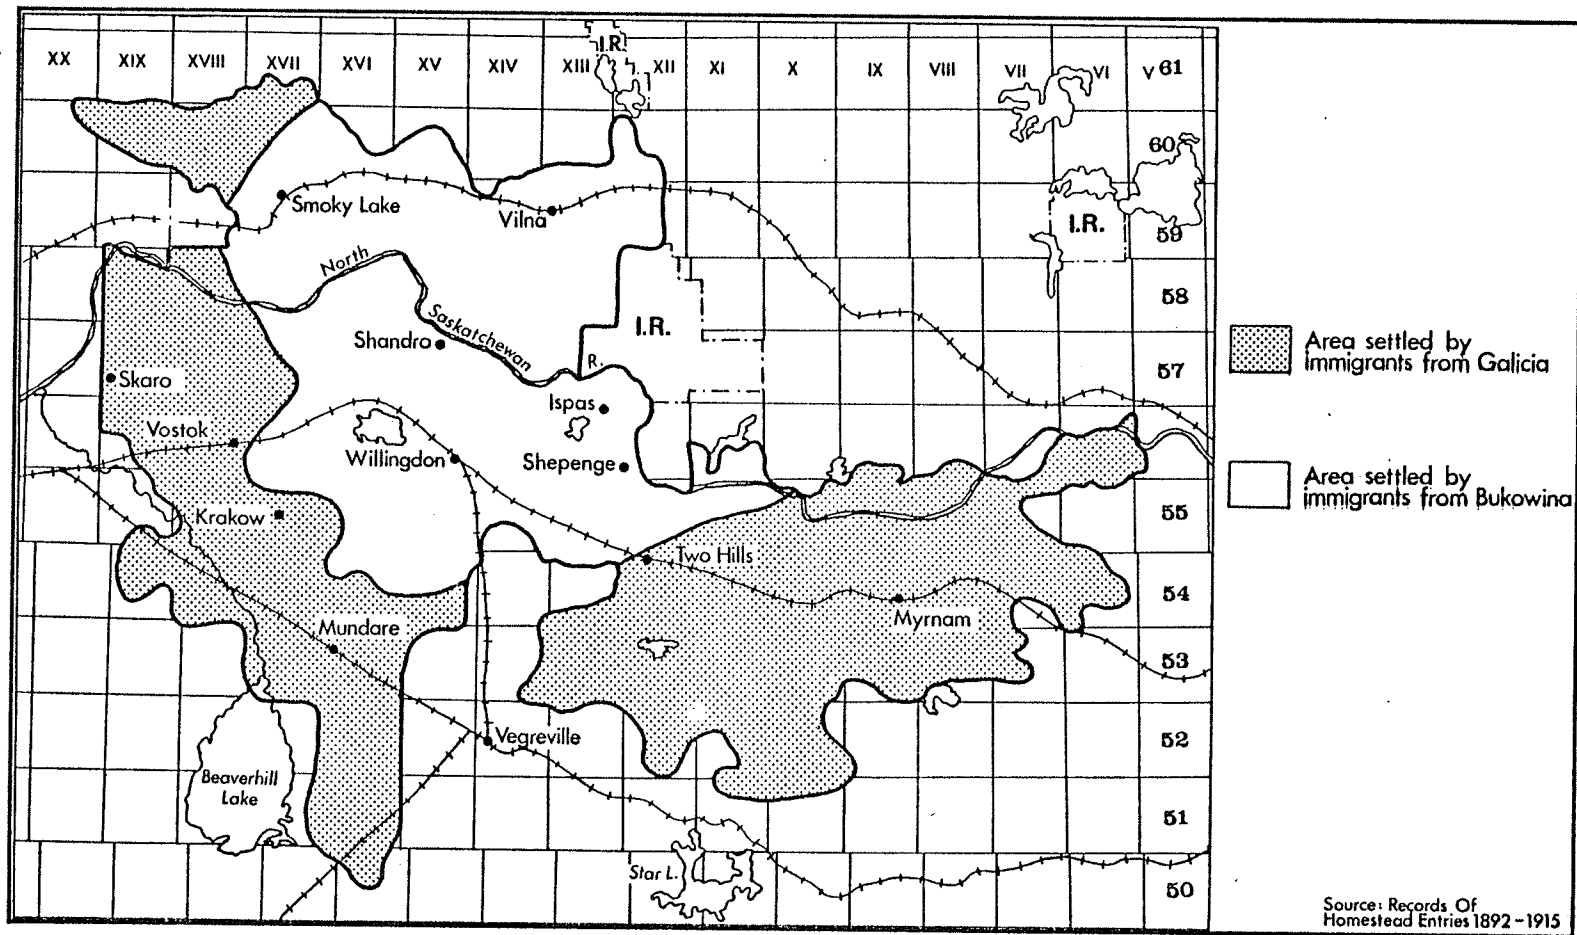 I.R.
XX XIX XVIII XVII XVI XV XIV XIII XII XI X IX VIII VII VI V 61
60
Smoky Lake
Vilna
I.R.
59
North
58
Saskatchewan
I.R.
Shandro
R.
57
Skaro
Ispas
Vostok
Willingdon
Shepenge
Krakow
55
Two Hills
54
Myrnam
Mundare
53
Vegreville
52
Beaverhill
Lake
51
Star L.
50
Area settled by
immigrants from Galicia
Area settled by
immigrants from Bukowina
Source: Records Of
Homestead Entries 1892-1915